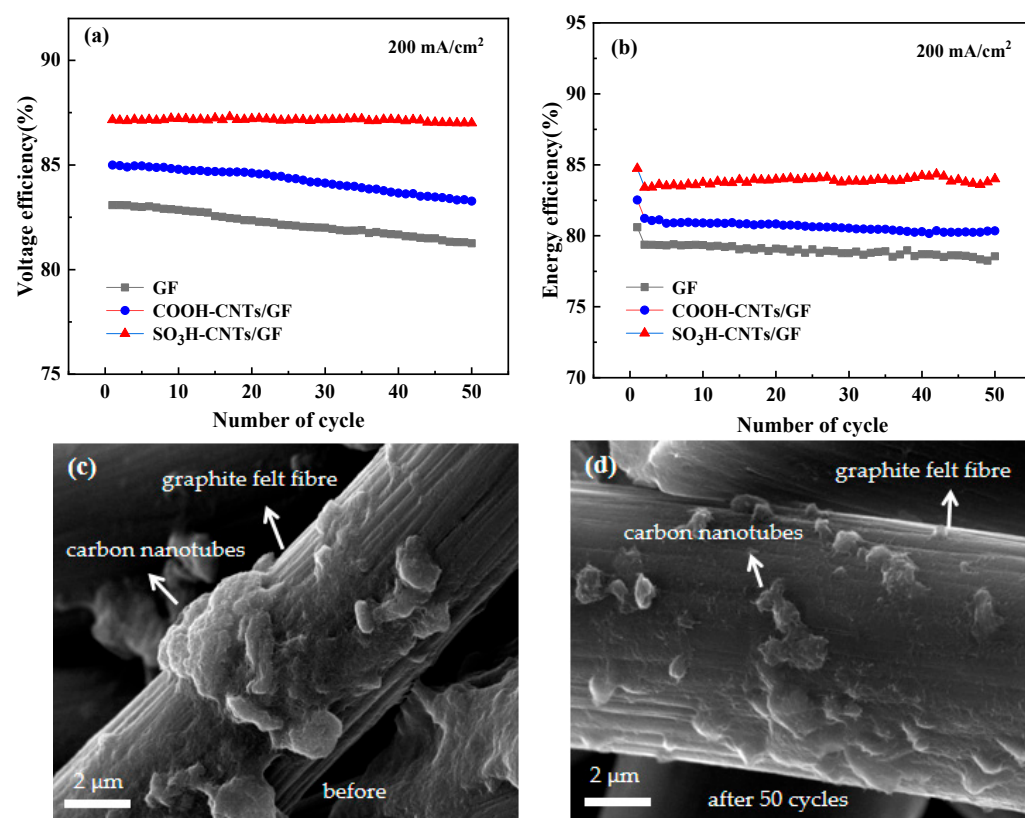 (a)
200 mA/cm²
Voltage efficiency(%)
90
85
80
75
GF
COOH-CNTs/GF
SO₃H-CNTs/GF
0 10 20 30 40 50
Number of cycle
(b)
200 mA/cm²
Energy efficiency(%)
95
90
85
80
75
70
GF
COOH-CNTs/GF
SO₃H-CNTs/GF
0 10 20 30 40 50
Number of cycle
(c)
graphite felt fibre
carbon nanotubes
2 μm
before
(d)
graphite felt fibre
carbon nanotubes
2 μm
after 50 cycles